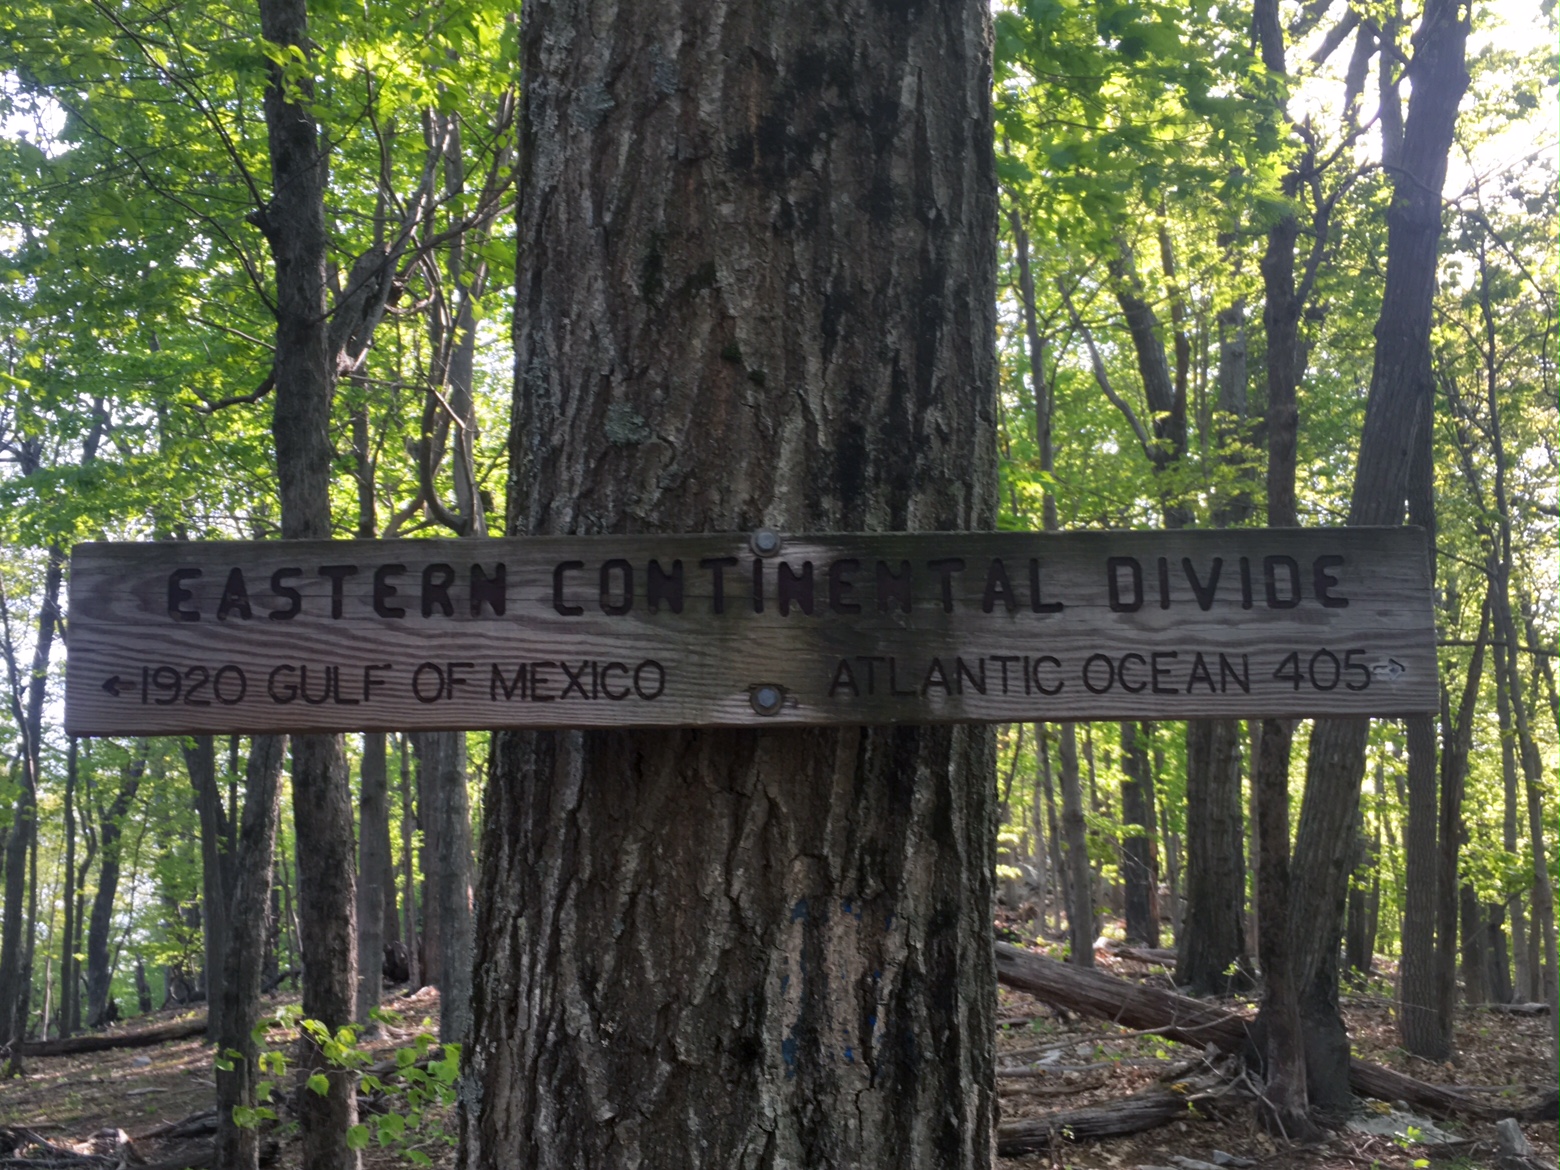 EASTERN CONTINENTAL DIVIDE
←1920 GULF OF MEXICO ATLANTIC OCEAN 405→